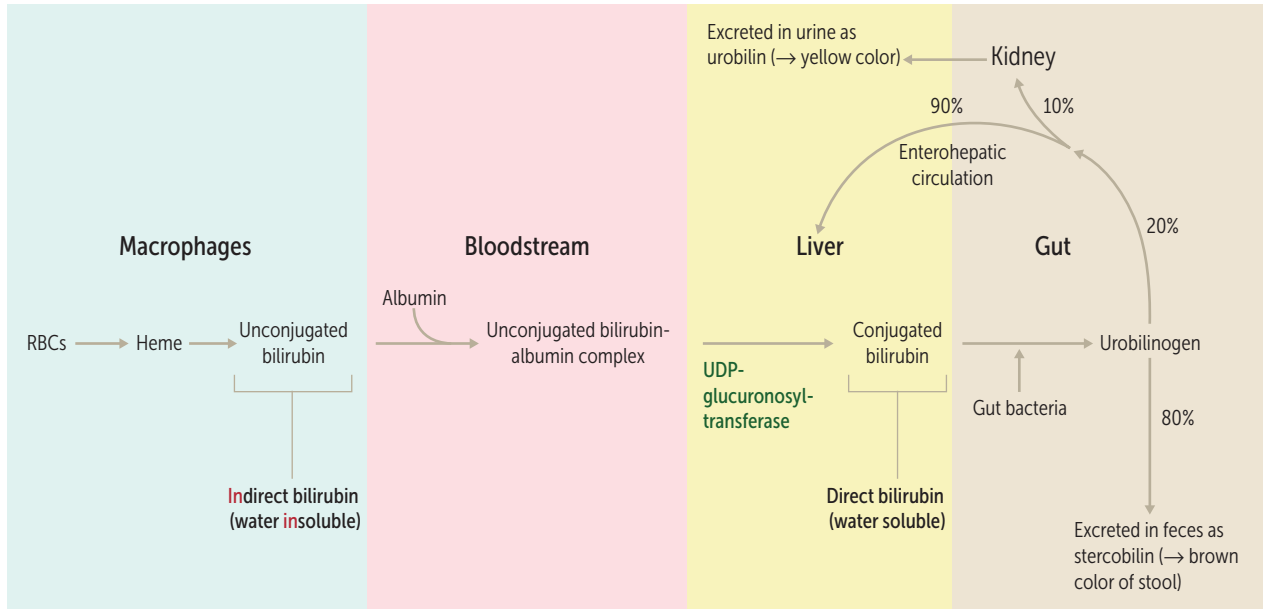 Excreted in urine as
urobilin (→ yellow color)
Kidney
90%
10%
Enterohepatic
circulation
20%
Macrophages
Bloodstream
Liver
Gut
RBCs
Heme
Unconjugated
bilirubin
Albumin
Unconjugated bilirubin-
albumin complex
UDP-
glucuronosyl-
transferase
Conjugated
bilirubin
Gut bacteria
Urobilinogen
80%
Indirect bilirubin
(water insoluble)
Direct bilirubin
(water soluble)
Excreted in feces as
stercobilin (→ brown
color of stool)